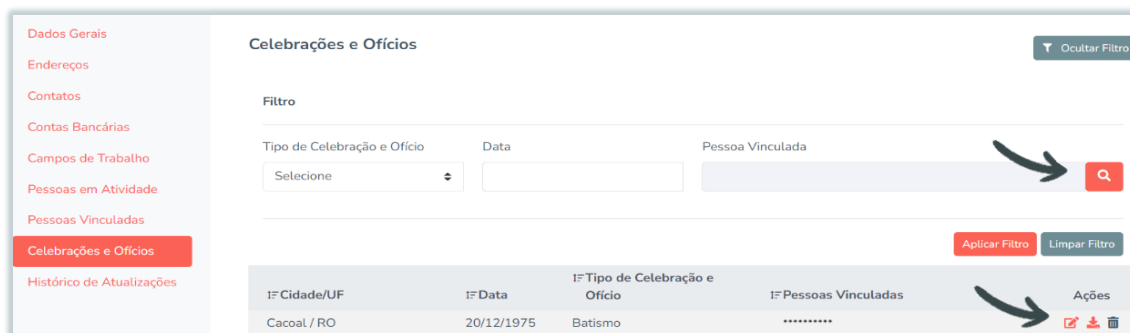 Dados Gerais
Endereços
Contatos
Contas Bancárias
Campos de Trabalho
Pessoas em Atividade
Pessoas Vinculadas
Celebrações e Ofícios
Histórico de Atualizações
Celebrações e Ofícios
Ocultar Filtro
Filtro
Tipo de Celebração e Ofício Data Pessoa Vinculada
Selecione
Aplicar Filtro Limpar Filtro
Cidade/UF Data Tipo de Celebração e Ofício Pessoas Vinculadas Ações
Cacoal / RO 20/12/1975 Batismo **********